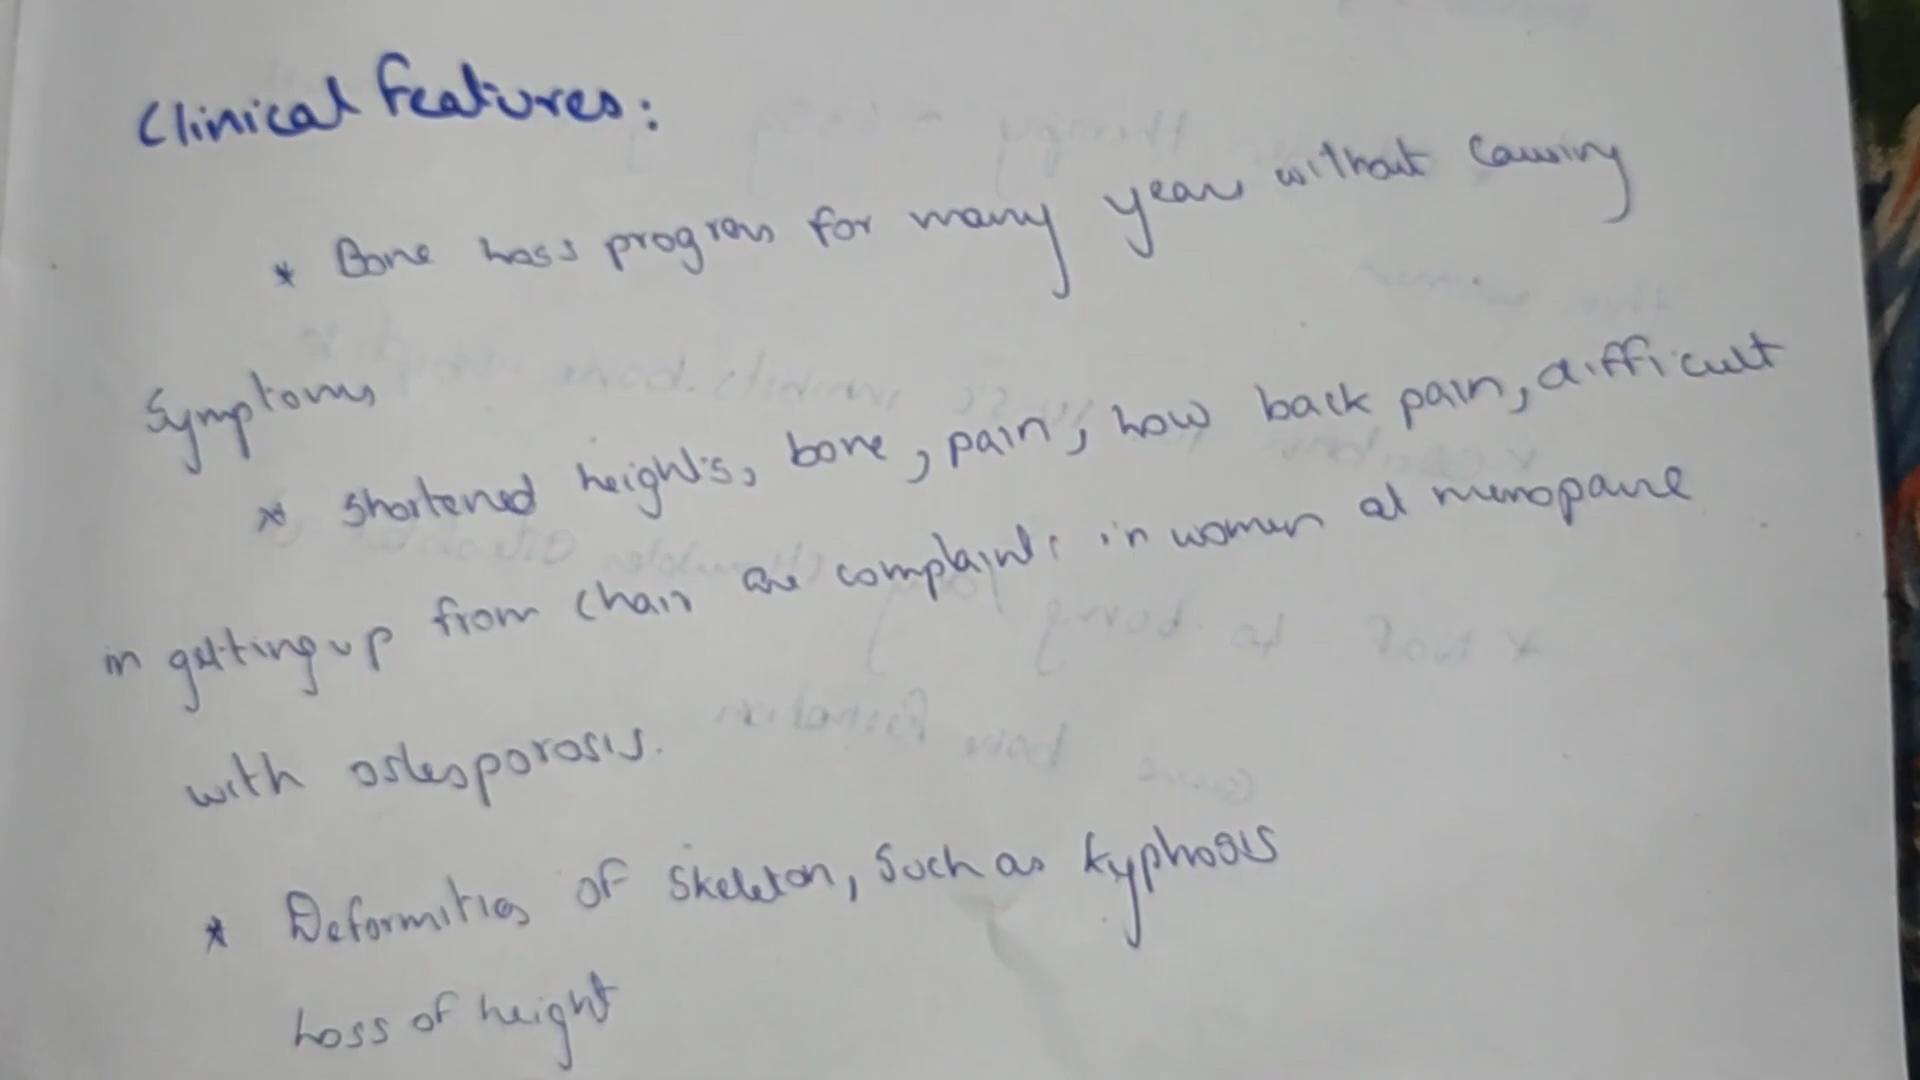 Clinical Features:
* Bone Loss progress for many years without causing
Symptoms
* Shortened heights, bone, pain, Low back pain, difficult
in getting up from chair are complaints in women at menopause
with osteoporosis.
* Deformities of Skeleton, Such as kyphosis
Loss of height